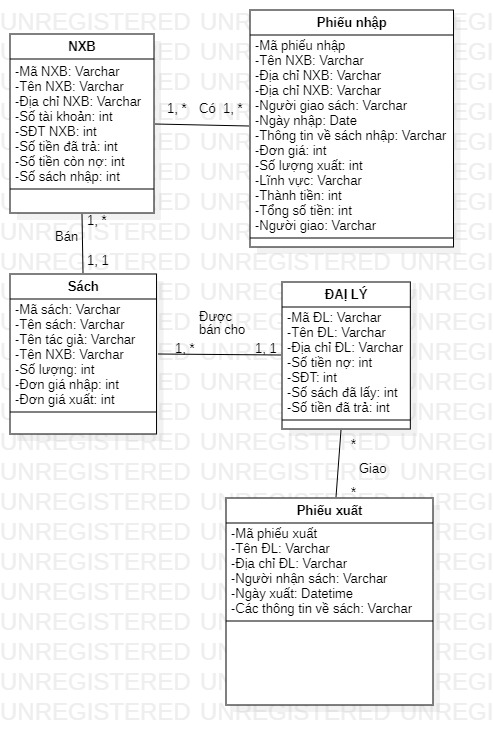 NXB
-Mã NXB: Varchar
-Tên NXB: Varchar
-Địa chỉ NXB: Varchar
-Số tài khoản: int
-SĐT NXB: int
-Số tiền đã trả: int
-Số tiền còn nợ: int
-Số sách nhập: int
1, * Có 1, *
Phiếu nhập
-Mã phiếu nhập
-Tên NXB: Varchar
-Địa chỉ NXB: Varchar
-Địa chỉ NXB: Varchar
-Người giao sách: Varchar
-Ngày nhập: Date
-Thông tin về sách nhập: Varchar
-Đơn giá: int
-Số lượng xuất: int
-Lĩnh vực: Varchar
-Thành tiền: int
-Tổng số tiền: int
-Người giao: Varchar
1, *
Bán
1, 1
Sách
-Mã sách: Varchar
-Tên sách: Varchar
-Tên tác giả: Varchar
-Tên NXB: Varchar
-Số lượng: int
-Đơn giá nhập: int
-Đơn giá xuất: int
Được
bán cho
1, * 1, 1
ĐẠI LÝ
-Mã ĐL: Varchar
-Tên ĐL: Varchar
-Địa chỉ ĐL: Varchar
-Số tiền nợ: int
-SĐT: int
-Số sách đã lấy: int
-Số tiền đã trả: int
*
Giao
*
Phiếu xuất
-Mã phiếu xuất
-Tên ĐL: Varchar
-Địa chỉ ĐL: Varchar
-Người nhận sách: Varchar
-Ngày xuất: Datetime
-Các thông tin về sách: Varchar
UNREGISTERED